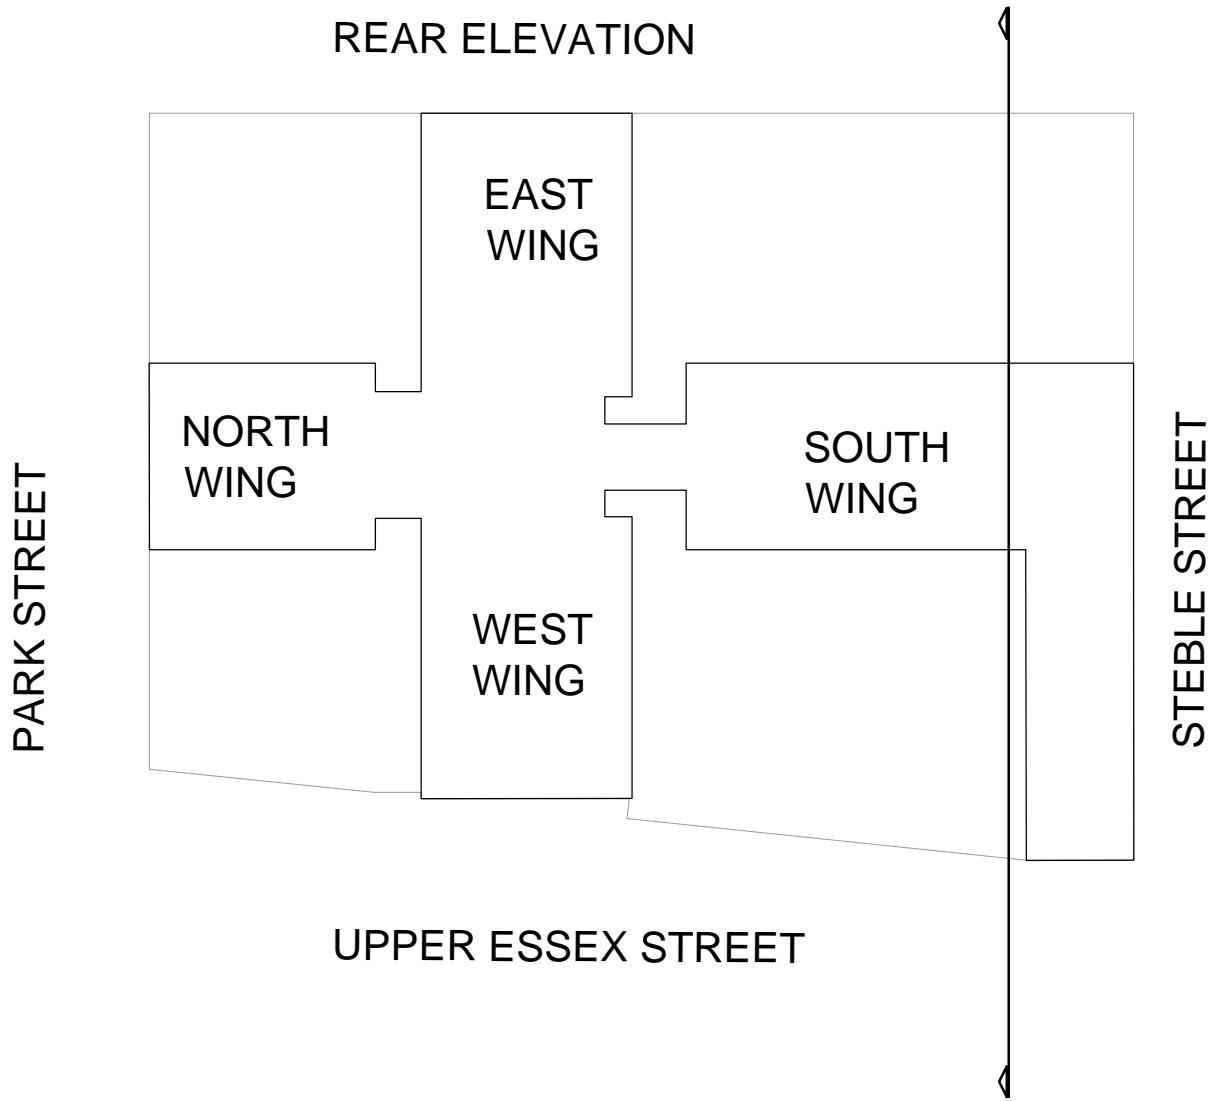 REAR ELEVATION
EAST
WING
NORTH
WING
SOUTH
WING
WEST
WING
PARK STREET
STEBLE STREET
UPPER ESSEX STREET